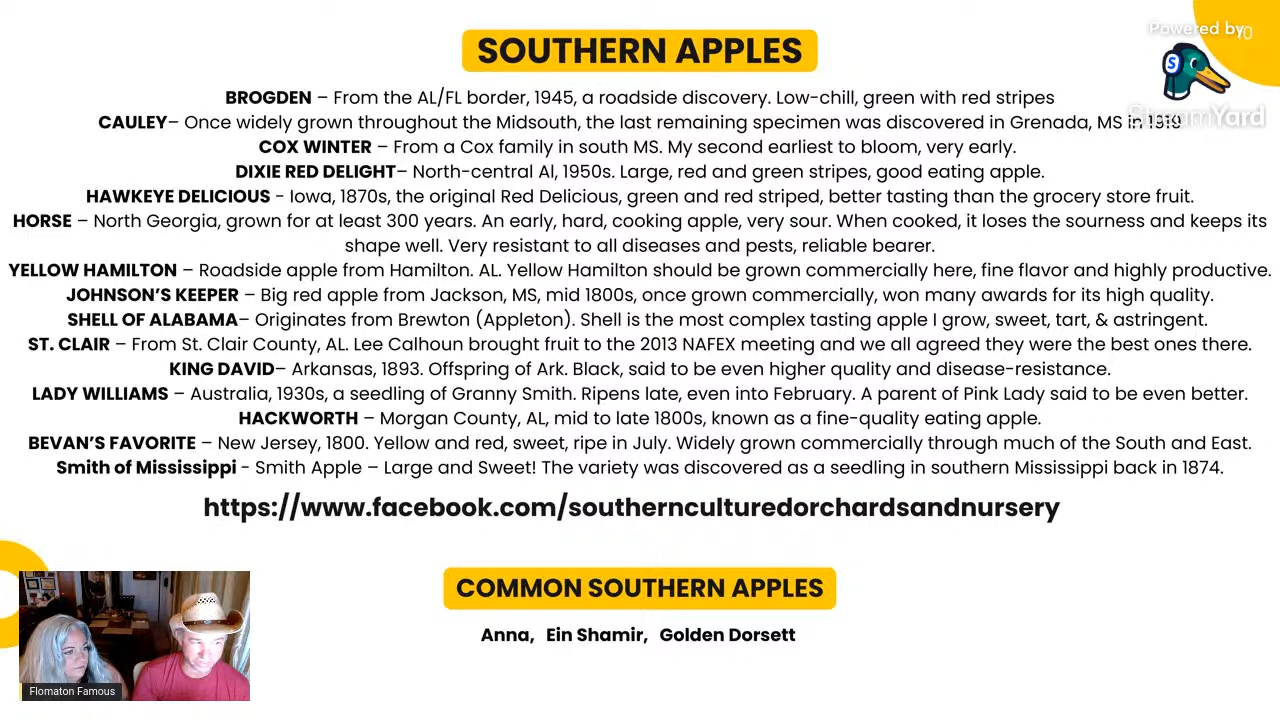 Powered by
SOUTHERN APPLES
StreamYard
BROGDEN – From the AL/FL border, 1945, a roadside discovery. Low-chill, green with red stripes
CAULEY– Once widely grown throughout the Midsouth, the last remaining specimen was discovered in Grenada, MS in 1919
COX WINTER – From a Cox family in south MS. My second earliest to bloom, very early.
DIXIE RED DELIGHT– North-central Al, 1950s. Large, red and green stripes, good eating apple.
HAWKEYE DELICIOUS - Iowa, 1870s, the original Red Delicious, green and red striped, better tasting than the grocery store fruit.
HORSE – North Georgia, grown for at least 300 years. An early, hard, cooking apple, very sour. When cooked, it loses the sourness and keeps its
shape well. Very resistant to all diseases and pests, reliable bearer.
YELLOW HAMILTON – Roadside apple from Hamilton. AL. Yellow Hamilton should be grown commercially here, fine flavor and highly productive.
JOHNSON'S KEEPER – Big red apple from Jackson, MS, mid 1800s, once grown commercially, won many awards for its high quality.
SHELL OF ALABAMA– Originates from Brewton (Appleton). Shell is the most complex tasting apple I grow, sweet, tart, & astringent.
ST. CLAIR – From St. Clair County, AL. Lee Calhoun brought fruit to the 2013 NAFEX meeting and we all agreed they were the best ones there.
KING DAVID– Arkansas, 1893. Offspring of Ark. Black, said to be even higher quality and disease-resistance.
LADY WILLIAMS – Australia, 1930s, a seedling of Granny Smith. Ripens late, even into February. A parent of Pink Lady said to be even better.
HACKWORTH – Morgan County, AL, mid to late 1800s, known as a fine-quality eating apple.
BEVAN'S FAVORITE – New Jersey, 1800. Yellow and red, sweet, ripe in July. Widely grown commercially through much of the South and East.
Smith of Mississippi - Smith Apple – Large and Sweet! The variety was discovered as a seedling in southern Mississippi back in 1874.
https://www.facebook.com/southernculturedorchardsandnursery
COMMON SOUTHERN APPLES
Anna, Ein Shamir, Golden Dorsett
Flomaton Famous